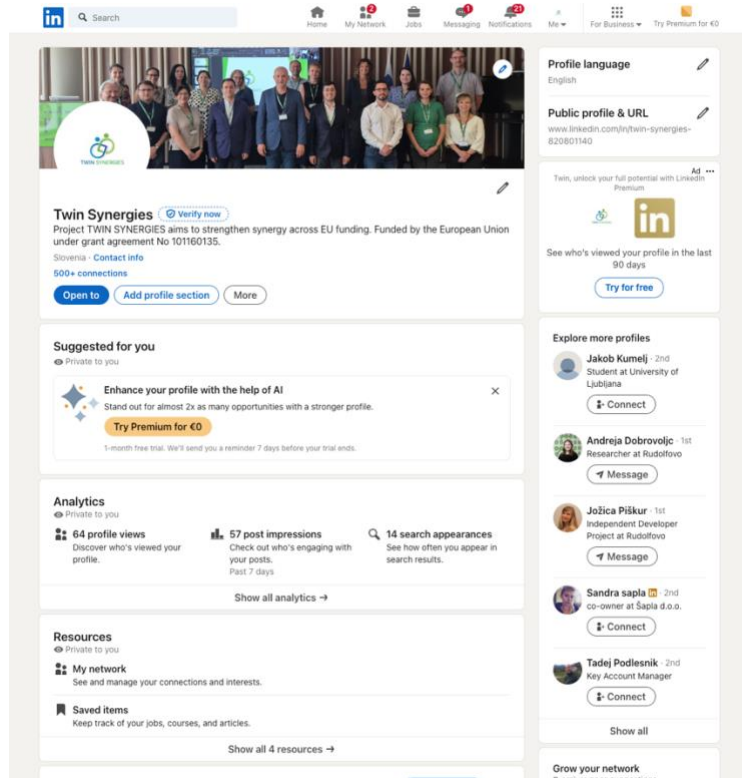 in
Search
2
21
Home
My Network
Jobs
Messaging
Notifications
Me
For Business
Try Premium for €0
TWIN SYNERGIES
Twin Synergies
Verify now
Project TWIN SYNERGIES aims to strengthen synergy across EU funding. Funded by the European Union
under grant agreement No 101160135.
Slovenia · Contact info
500+ connections
Open to
Add profile section
More
Suggested for you
Private to you
Enhance your profile with the help of AI
Stand out for almost 2x as many opportunities with a stronger profile.
Try Premium for €0
1-month free trial. We'll send you a reminder 7 days before your trial ends.
Analytics
Private to you
64 profile views
Discover who's viewed your
profile.
57 post impressions
Check out who's engaging with
your posts.
Past 7 days
14 search appearances
See how often you appear in
search results.
Show all analytics →
Resources
Private to you
My network
See and manage your connections and interests.
Saved items
Keep track of your jobs, courses, and articles.
Show all 4 resources →
Profile language
English
Public profile & URL
www.linkedin.com/in/twin-synergies-
820801140
Ad
Twin, unlock your full potential with LinkedIn
Premium
in
See who's viewed your profile in the last
90 days
Try for free
Explore more profiles
Jakob Kumelj · 2nd
Student at University of
Ljubljana
Connect
Andreja Dobrovoljc · 1st
Researcher at Rudolfovo
Message
Jožica Piškur · 1st
Independent Developer
Project at Rudolfovo
Message
Sandra sapla in · 2nd
co-owner at Šapla d.o.o.
Connect
Tadej Podlesnik · 2nd
Key Account Manager
Connect
Show all
Grow your network